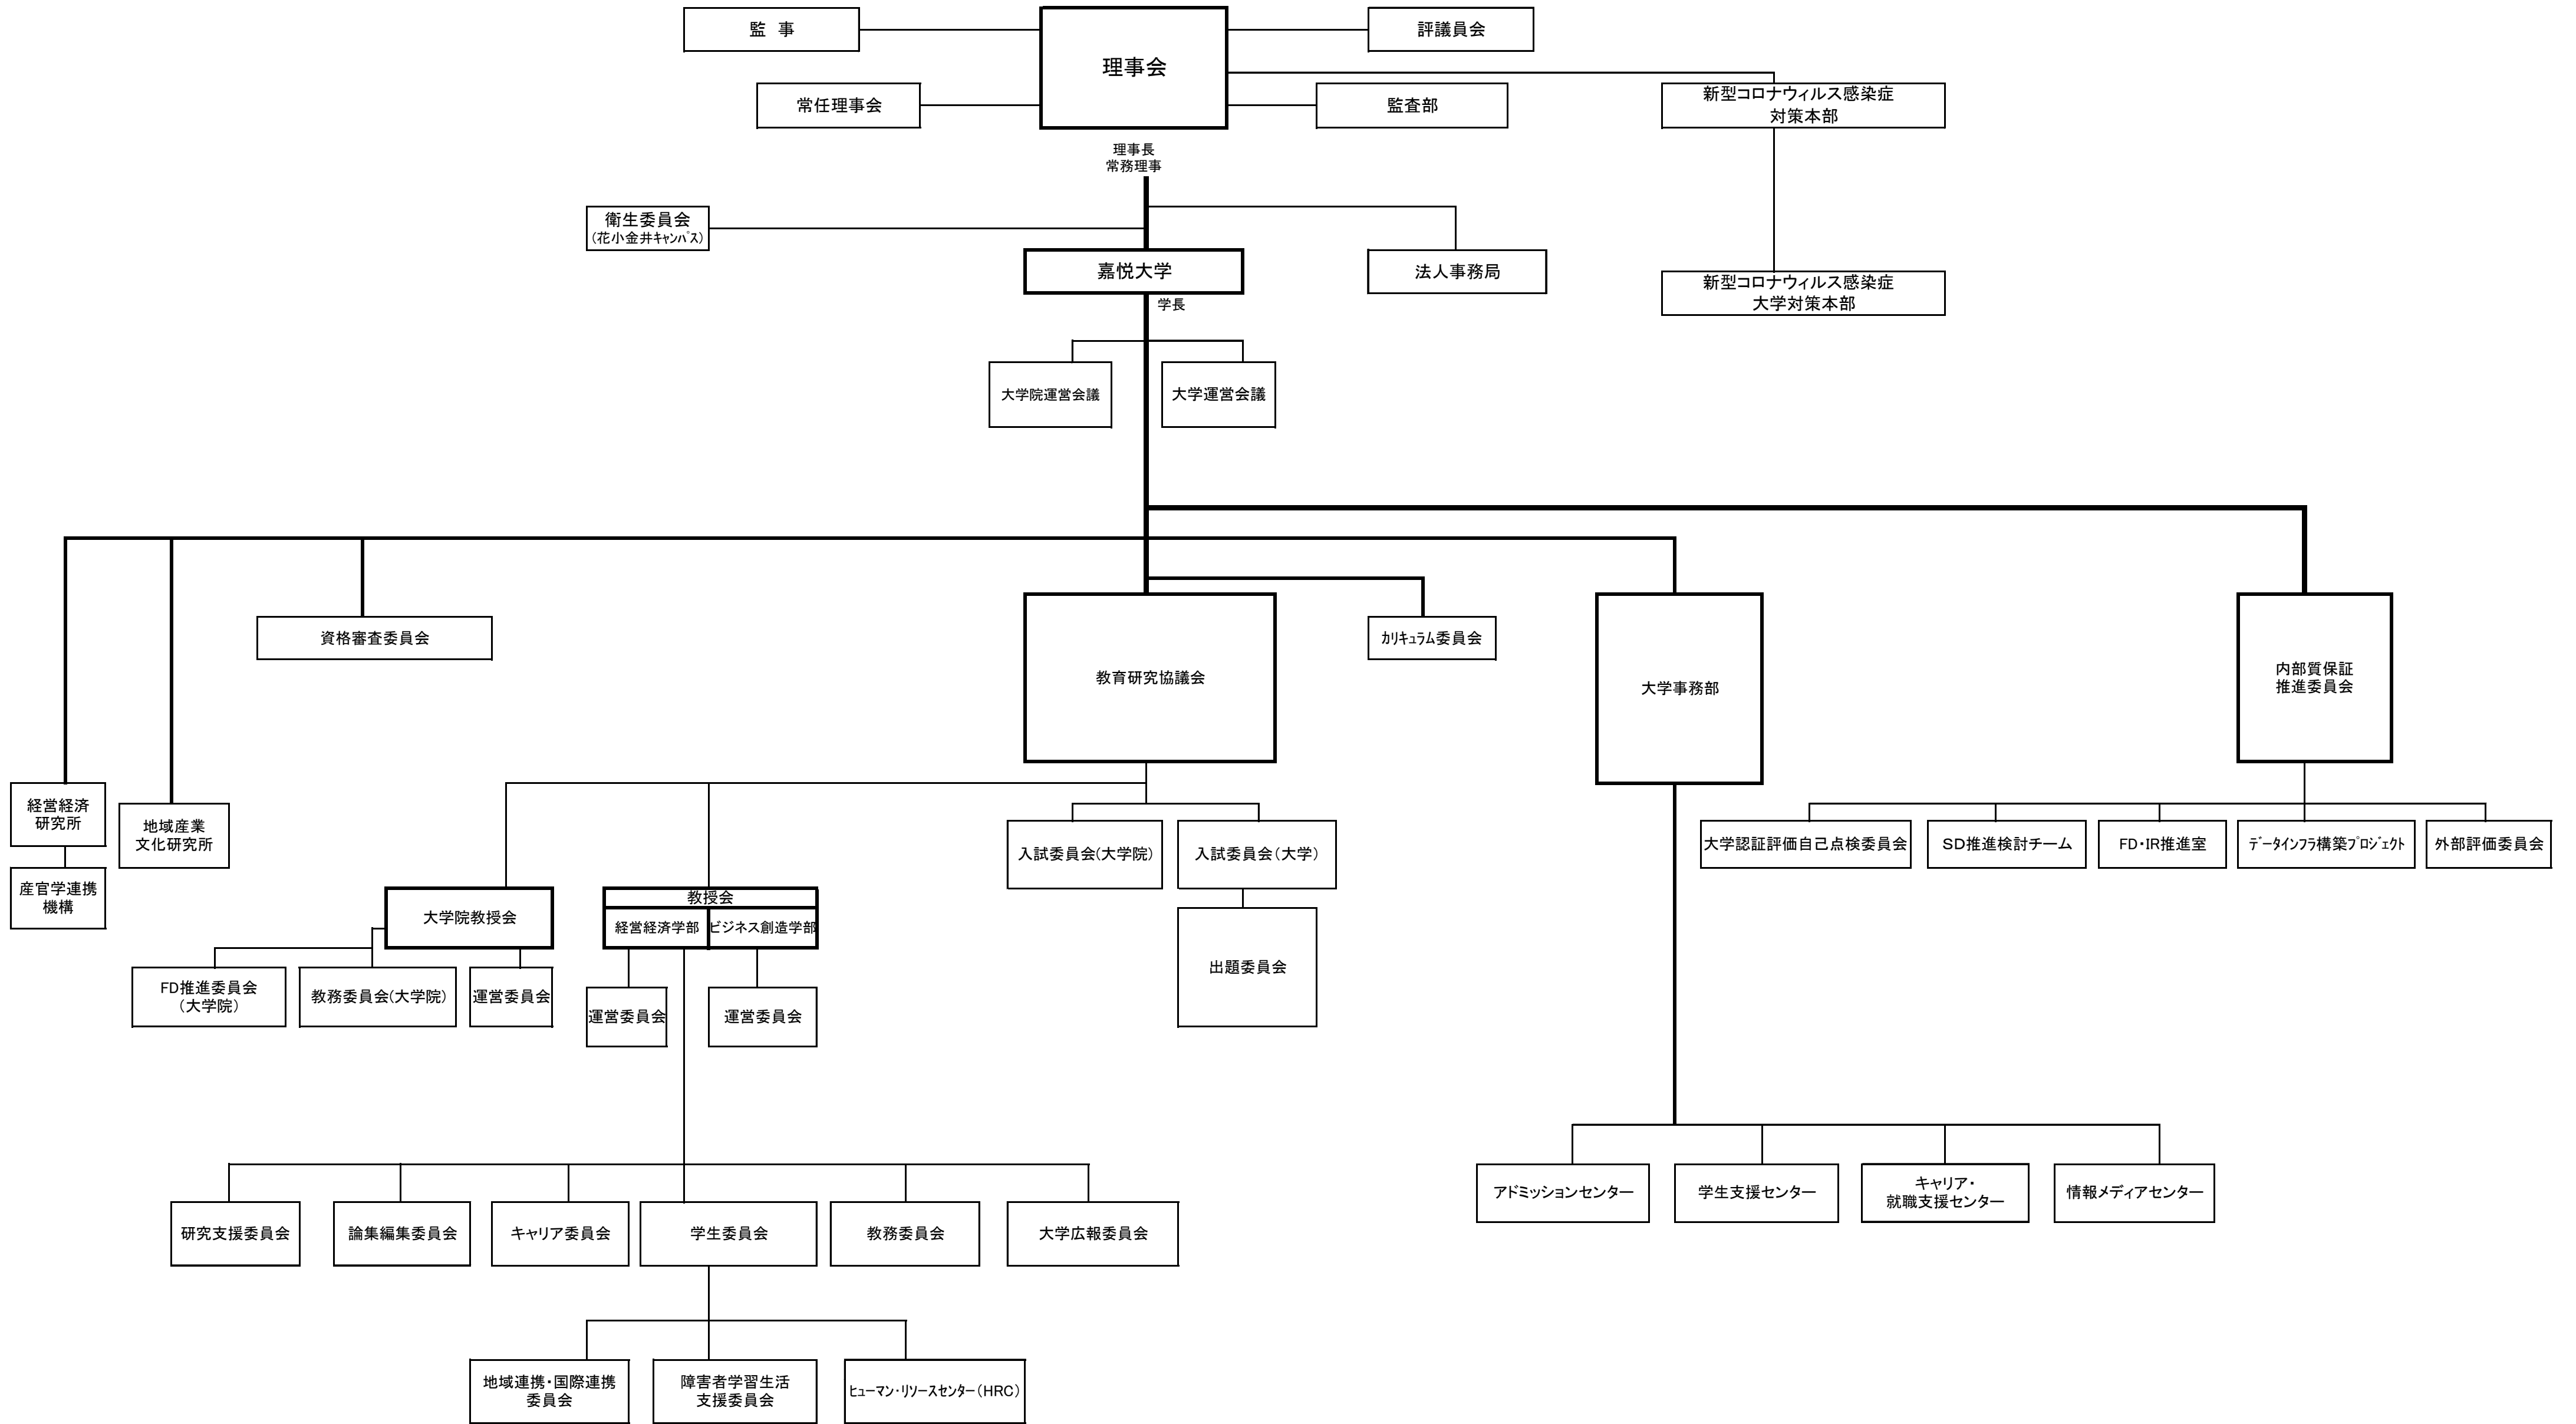 監　事
理事会
評議員会
常任理事会
監査部
新型コロナウィルス感染症
対策本部
理事長
常務理事
衛生委員会
(花小金井ｷｬﾝﾊﾟｽ)
嘉悦大学
法人事務局
新型コロナウィルス感染症
大学対策本部
学長
大学院運営会議
大学運営会議
資格審査委員会
教育研究協議会
ｶﾘｷｭﾗﾑ委員会
大学事務部
内部質保証
推進委員会
経営経済
研究所
地域産業
文化研究所
産官学連携
機構
入試委員会(大学院)
入試委員会(大学)
大学認証評価自己点検委員会
ＳＤ推進検討チーム
FD・IR推進室
ﾃﾞｰﾀｲﾝﾌﾗ構築ﾌﾟﾛｼﾞｪｸﾄ
外部評価委員会
大学院教授会
教授会
経営経済学部
ビジネス創造学部
出題委員会
FD推進委員会
(大学院)
教務委員会(大学院)
運営委員会
運営委員会
運営委員会
アドミッションセンター
学生支援センター
キャリア・
就職支援センター
情報メディアセンター
研究支援委員会
論集編集委員会
キャリア委員会
学生委員会
教務委員会
大学広報委員会
地域連携・国際連携
委員会
障害者学習生活
支援委員会
ﾋｭｰﾏﾝ・ﾘｿｰｽｾﾝﾀｰ(HRC)